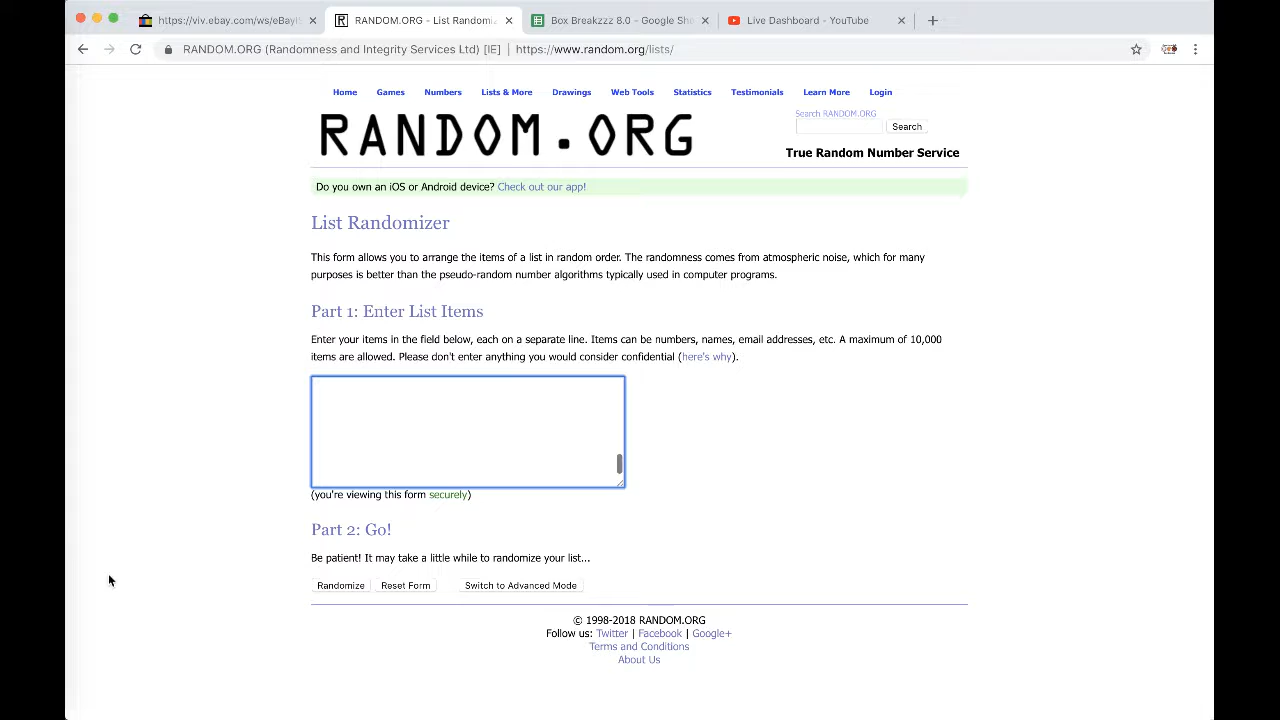 https://viv.ebay.com/ws/eBayI
RANDOM.ORG - List Randomiz
Box Breakzzz 8.0 - Google She
Live Dashboard - YouTube
RANDOM.ORG (Randomness and Integrity Services Ltd) [IE] | https://www.random.org/lists/
Home Games Numbers Lists & More Drawings Web Tools Statistics Testimonials Learn More Login
Search RANDOM.ORG
Search
RANDOM.ORG
True Random Number Service
Do you own an iOS or Android device? Check out our app!
List Randomizer
This form allows you to arrange the items of a list in random order. The randomness comes from atmospheric noise, which for many
purposes is better than the pseudo-random number algorithms typically used in computer programs.
Part 1: Enter List Items
Enter your items in the field below, each on a separate line. Items can be numbers, names, email addresses, etc. A maximum of 10,000
items are allowed. Please don't enter anything you would consider confidential (here's why).
(you're viewing this form securely)
Part 2: Go!
Be patient! It may take a little while to randomize your list...
Randomize Reset Form Switch to Advanced Mode
© 1998-2018 RANDOM.ORG
Follow us: Twitter | Facebook | Google+
Terms and Conditions
About Us